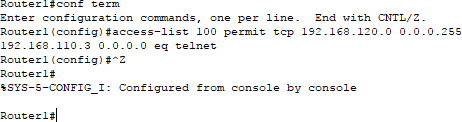 Router1#conf term
Enter configuration commands, one per line.  End with CNTL/Z.
Router1(config)#access-list 100 permit tcp 192.168.120.0 0.0.0.255
192.168.110.3 0.0.0.0 eq telnet
Router1(config)#^Z
Router1#
%SYS-5-CONFIG_I: Configured from console by console
Router1#